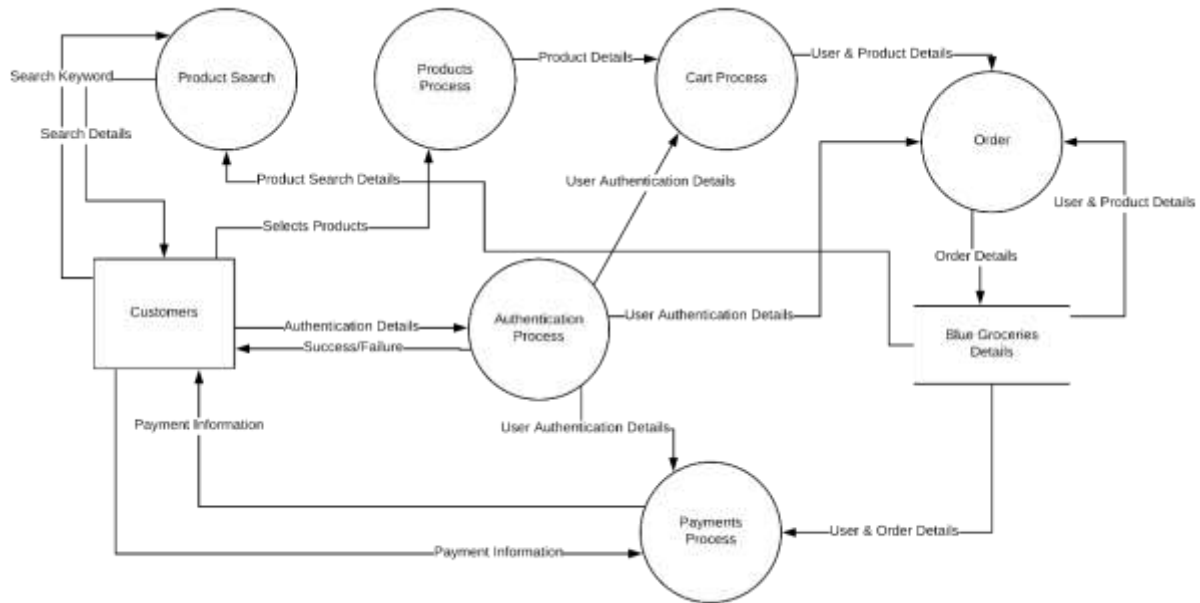 Product Search
Products
Process
Product Details
Cart Process
User & Product Details
Search Keyword
Search Details
Order
Product Search Details
User Authentication Details
User & Product Details
Selects Products
Order Details
Customers
Authentication Details
Success/Failure
Authentication
Process
User Authentication Details
Blue Groceries
Details
Payment Information
User Authentication Details
Payments
Process
User & Order Details
Payment Information